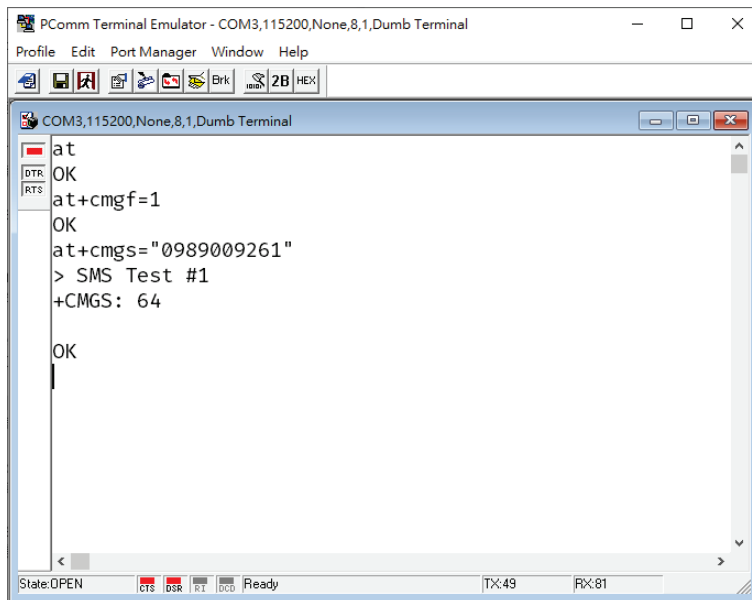 PComm Terminal Emulator - COM3,115200,None,8,1,Dumb Terminal
Profile Edit Port Manager Window Help
Brk 2B HEX
COM3,115200,None,8,1,Dumb Terminal
DTR
RTS
at
OK
at+cmgf=1
OK
at+cmgs="0989009261"
> SMS Test #1
+CMGS: 64
OK
State:OPEN CTS DSR RI DCD Ready TX:49 RX:81